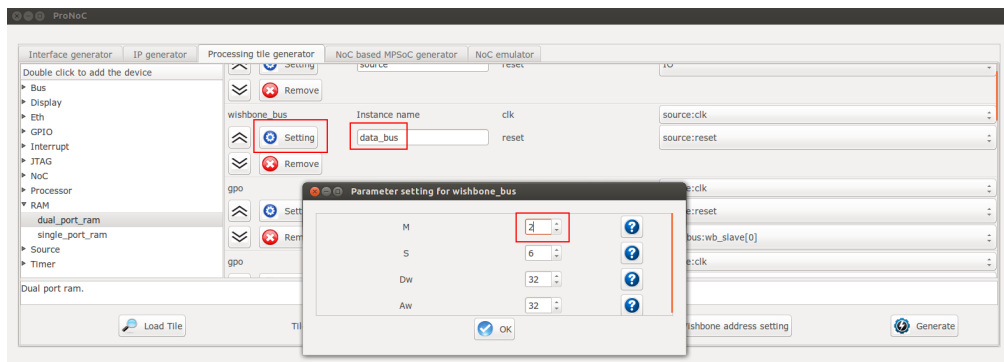 ProNoC
Interface generator IP generator Processing tile generator NoC based MPSoC generator NoC emulator
Double click to add the device
Bus
Display
Eth
GPIO
Interrupt
JTAG
NoC
Processor
RAM
dual_port_ram
single_port_ram
Source
Timer
Dual port ram.
Setting source reset IO
Remove
wishbone_bus Instance name clk source:clk
Setting data_bus reset source:reset
Remove
gpo e:clk
Sett e:reset
Rem bus:wb_slave[0]
gpo e:clk
Parameter setting for wishbone_bus
M 2
S 6
Dw 32
Aw 32
OK
Load Tile Til ishbone address setting Generate